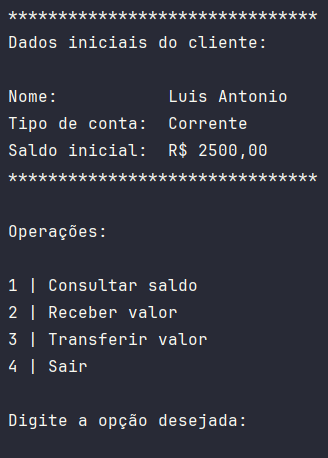 *******************************
Dados iniciais do cliente:
Nome:           Luis Antonio
Tipo de conta:  Corrente
Saldo inicial:  R$ 2500,00
*******************************
Operações:
1 | Consultar saldo
2 | Receber valor
3 | Transferir valor
4 | Sair
Digite a opção desejada: